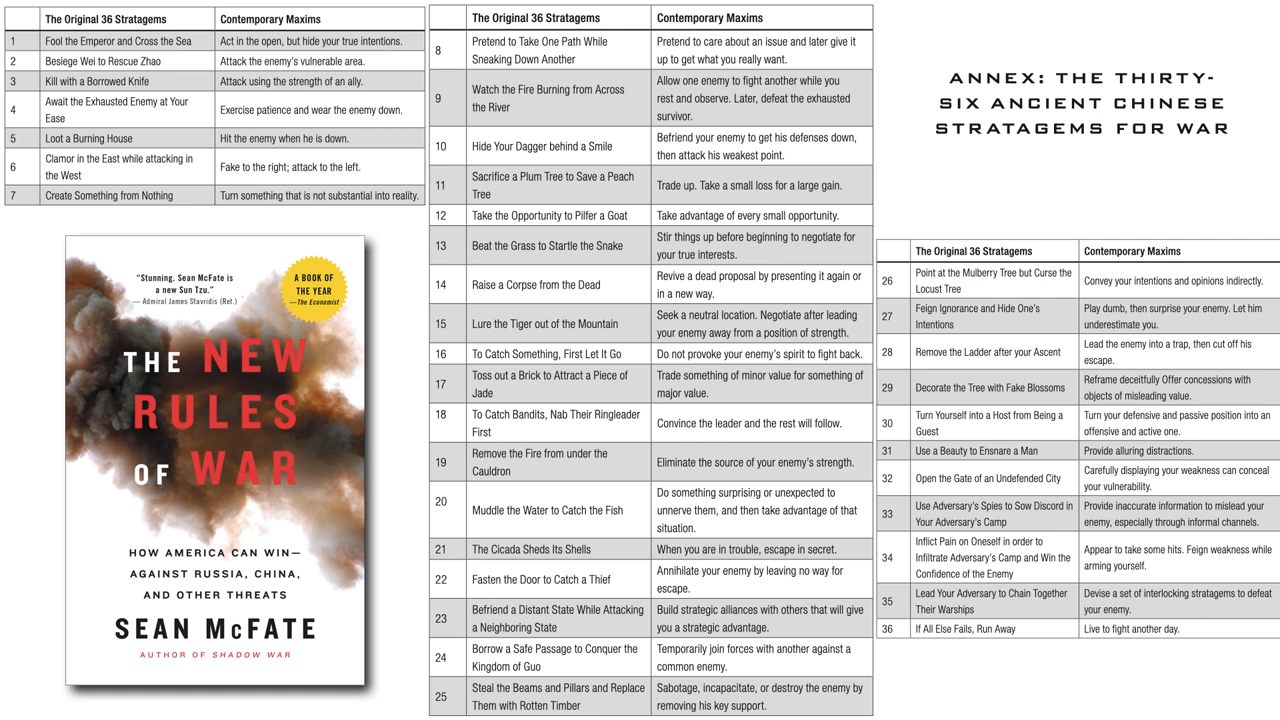 The Original 36 Stratagems Contemporary Maxims
1 Fool the Emperor and Cross the Sea Act in the open, but hide your true intentions.
2 Besiege Wei to Rescue Zhao Attack the enemy's vulnerable area.
3 Kill with a Borrowed Knife Attack using the strength of an ally.
4 Await the Exhausted Enemy at Your
Ease Exercise patience and wear the enemy down.
5 Loot a Burning House Hit the enemy when he is down.
6 Clamor in the East while attacking in
the West Fake to the right; attack to the left.
7 Create Something from Nothing Turn something that is not substantial into reality.
"Stunning. Sean McFate is
a new Sun Tzu."
— Admiral James Stavridis (Ret.)
A BOOK OF
THE YEAR
—The Economist
THE NEW
RULES
OF WAR
HOW AMERICA CAN WIN—
AGAINST RUSSIA, CHINA,
AND OTHER THREATS
SEAN McFATE
AUTHOR OF SHADOW WAR
The Original 36 Stratagems Contemporary Maxims
8 Pretend to Take One Path While
Sneaking Down Another Pretend to care about an issue and later give it
up to get what you really want.
9 Watch the Fire Burning from Across
the River Allow one enemy to fight another while you
rest and observe. Later, defeat the exhausted
survivor.
10 Hide Your Dagger behind a Smile Befriend your enemy to get his defenses down,
then attack his weakest point.
11 Sacrifice a Plum Tree to Save a Peach
Tree Trade up. Take a small loss for a large gain.
12 Take the Opportunity to Pilfer a Goat Take advantage of every small opportunity.
13 Beat the Grass to Startle the Snake Stir things up before beginning to negotiate for
your true interests.
14 Raise a Corpse from the Dead Revive a dead proposal by presenting it again or
in a new way.
15 Lure the Tiger out of the Mountain Seek a neutral location. Negotiate after leading
your enemy away from a position of strength.
16 To Catch Something, First Let It Go Do not provoke your enemy's spirit to fight back.
17 Toss out a Brick to Attract a Piece of
Jade Trade something of minor value for something of
major value.
18 To Catch Bandits, Nab Their Ringleader
First Convince the leader and the rest will follow.
19 Remove the Fire from under the
Cauldron Eliminate the source of your enemy's strength.
20 Muddle the Water to Catch the Fish Do something surprising or unexpected to
unnerve them, and then take advantage of that
situation.
21 The Cicada Sheds Its Shells When you are in trouble, escape in secret.
22 Fasten the Door to Catch a Thief Annihilate your enemy by leaving no way for
escape.
23 Befriend a Distant State While Attacking
a Neighboring State Build strategic alliances with others that will give
you a strategic advantage.
24 Borrow a Safe Passage to Conquer the
Kingdom of Guo Temporarily join forces with another against a
common enemy.
25 Steal the Beams and Pillars and Replace
Them with Rotten Timber Sabotage, incapacitate, or destroy the enemy by
removing his key support.
ANNEX: THE THIRTY-
SIX ANCIENT CHINESE
STRATAGEMS FOR WAR
The Original 36 Stratagems Contemporary Maxims
26 Point at the Mulberry Tree but Curse the
Locust Tree Convey your intentions and opinions indirectly.
27 Feign Ignorance and Hide One's
Intentions Play dumb, then surprise your enemy. Let him
underestimate you.
28 Remove the Ladder after your Ascent Lead the enemy into a trap, then cut off his
escape.
29 Decorate the Tree with Fake Blossoms Reframe deceitfully Offer concessions with
objects of misleading value.
30 Turn Yourself into a Host from Being a
Guest Turn your defensive and passive position into an
offensive and active one.
31 Use a Beauty to Ensnare a Man Provide alluring distractions.
32 Open the Gate of an Undefended City Carefully displaying your weakness can conceal
your vulnerability.
33 Use Adversary's Spies to Sow Discord in
Your Adversary's Camp Provide inaccurate information to mislead your
enemy, especially through informal channels.
34 Inflict Pain on Oneself in order to
Infiltrate Adversary's Camp and Win the
Confidence of the Enemy Appear to take some hits. Feign weakness while
arming yourself.
35 Lead Your Adversary to Chain Together
Their Warships Devise a set of interlocking stratagems to defeat
your enemy.
36 If All Else Fails, Run Away Live to fight another day.